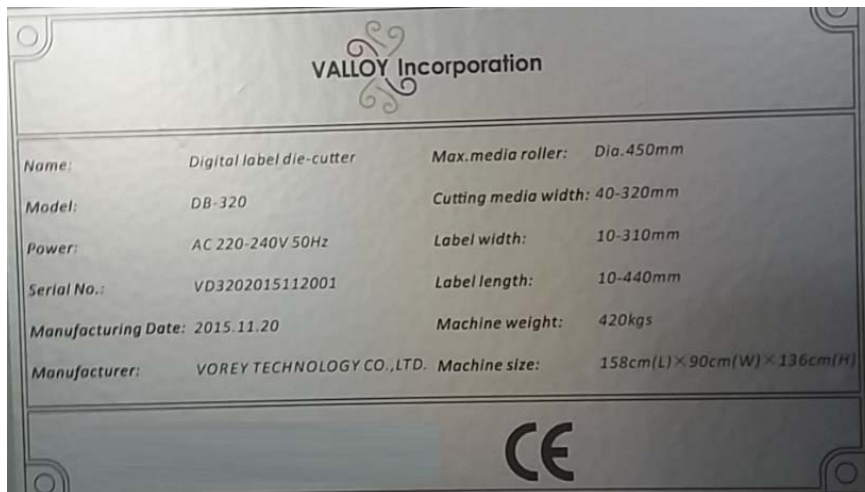 VALLOY Incorporation
Name: Digital label die-cutter Max.media roller: Dia.450mm
Model: DB-320 Cutting media width: 40-320mm
Power: AC 220-240V 50Hz Label width: 10-310mm
Serial No.: VD3202015112001 Label length: 10-440mm
Manufacturing Date: 2015.11.20 Machine weight: 420kgs
Manufacturer: VOREY TECHNOLOGY CO.,LTD. Machine size: 158cm(L)×90cm(W)×136cm(H)
CE